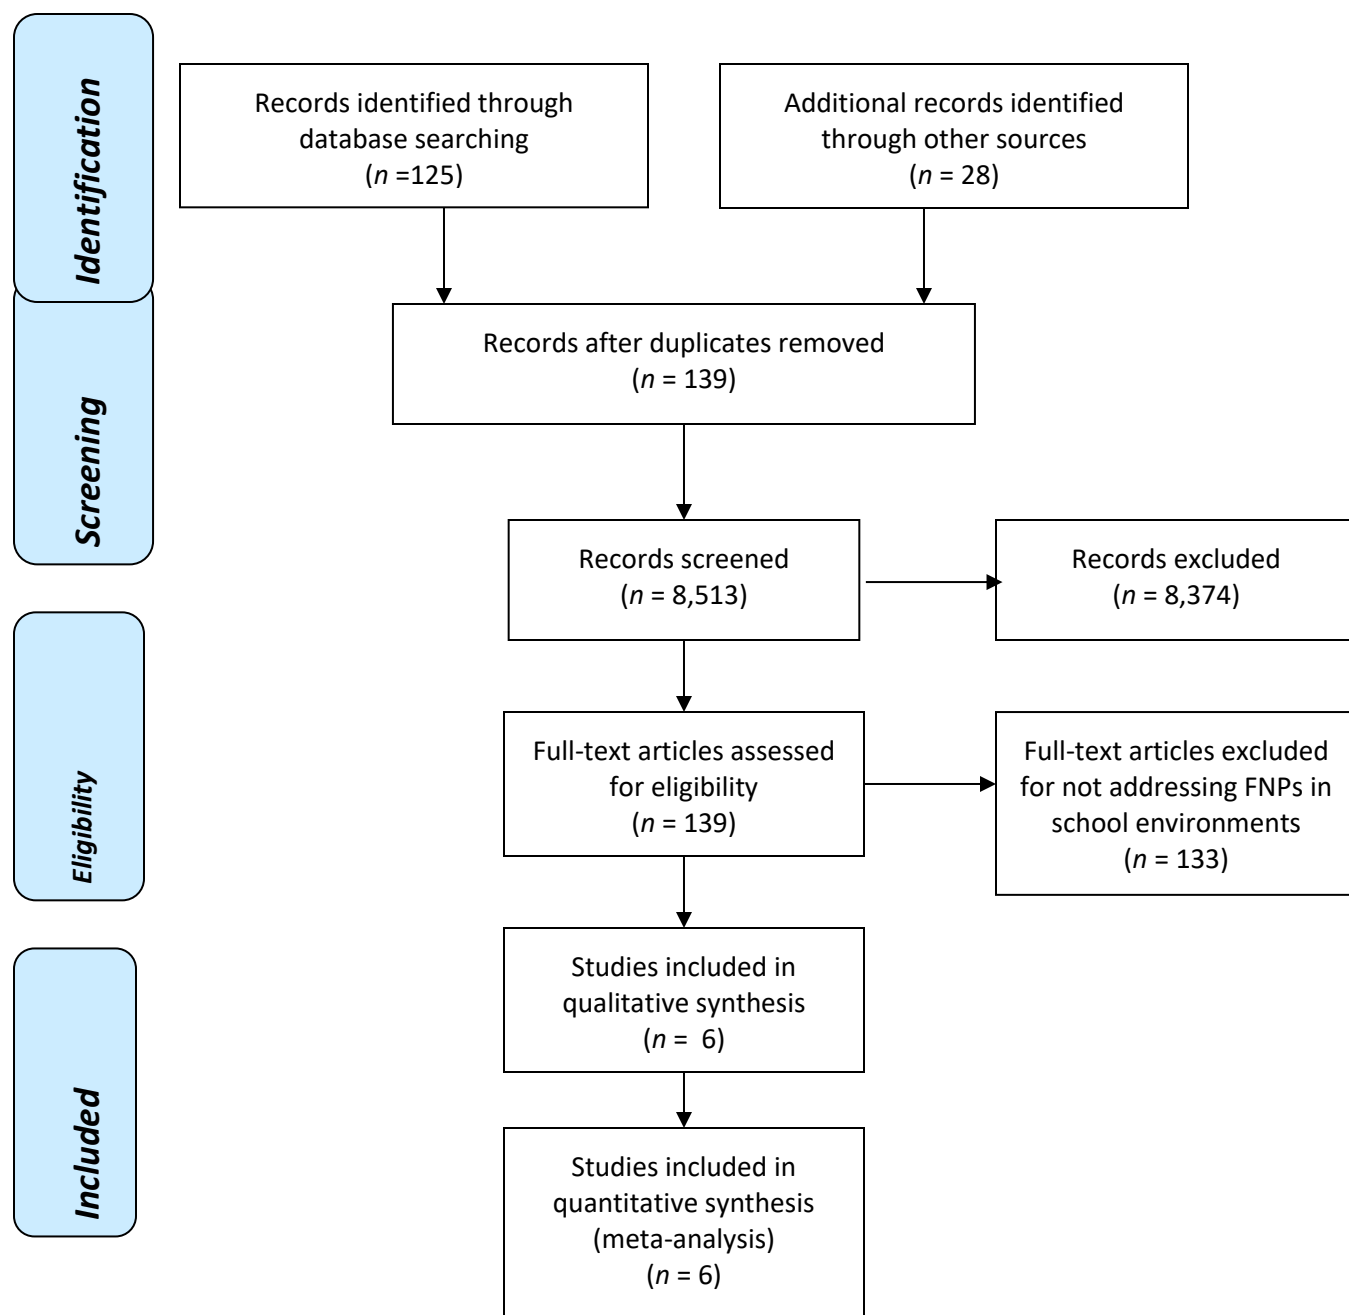 Identification
Records identified through
database searching
(n =125)
Additional records identified
through other sources
(n = 28)
Screening
Records after duplicates removed
(n = 139)
Records screened
(n = 8,513)
Records excluded
(n = 8,374)
Eligibility
Full-text articles assessed
for eligibility
(n = 139)
Full-text articles excluded
for not addressing FNPs in
school environments
(n = 133)
Included
Studies included in
qualitative synthesis
(n = 6)
Studies included in
quantitative synthesis
(meta-analysis)
(n = 6)